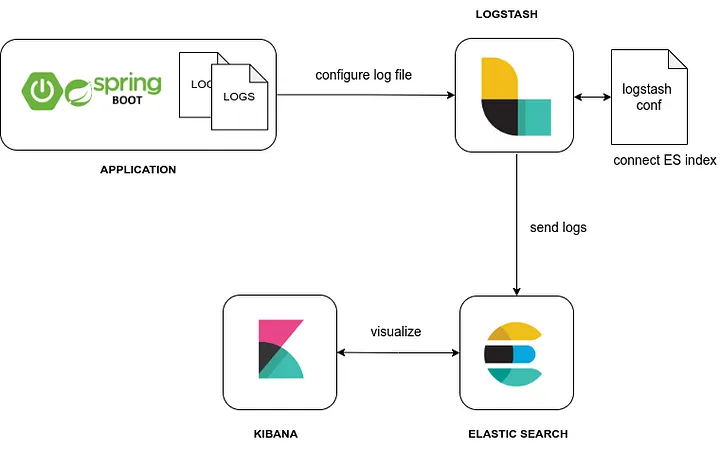 LOGSTASH
spring
BOOT
LOGS
configure log file
logstash
conf
connect ES index
APPLICATION
send logs
visualize
KIBANA
ELASTIC SEARCH